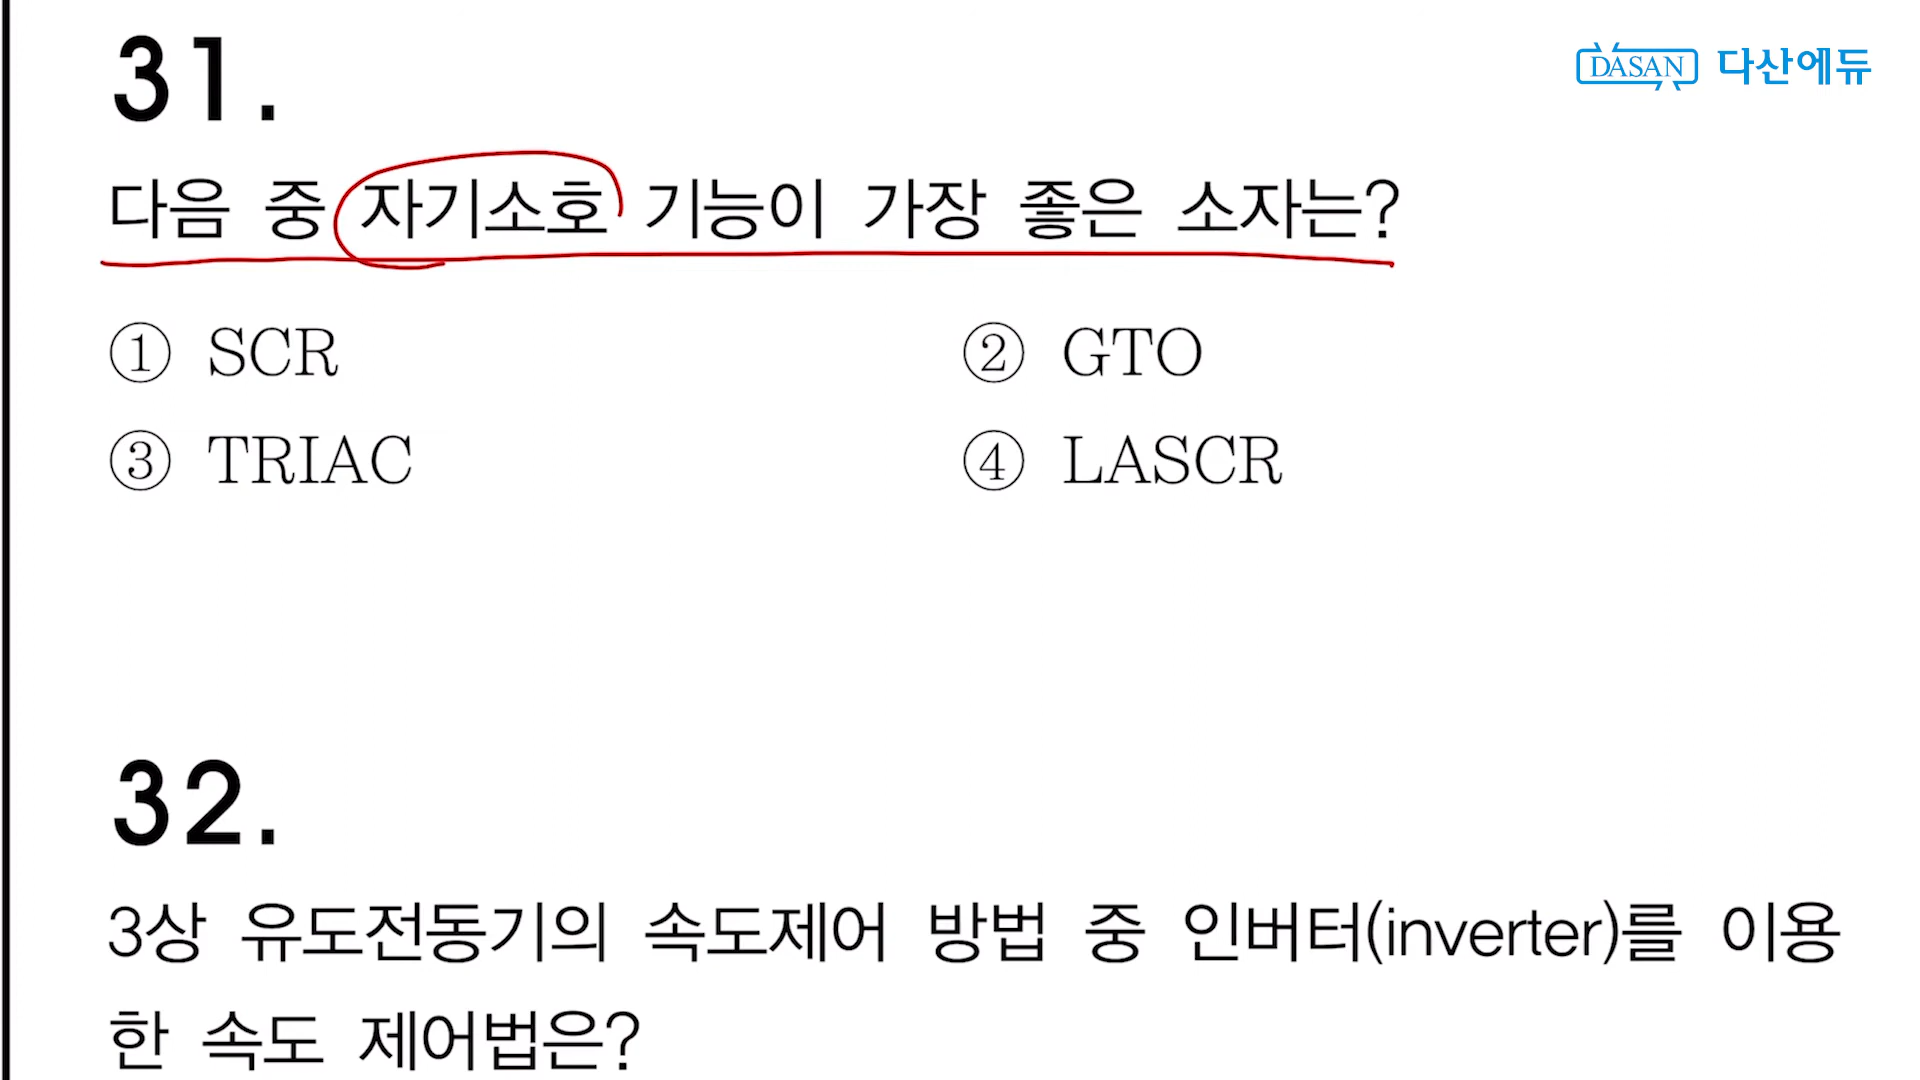 31.
DASAN 다산에듀
다음 중 자기소호 기능이 가장 좋은 소자는?
① SCR ② GTO
③ TRIAC ④ LASCR
32.
3상 유도전동기의 속도제어 방법 중 인버터(inverter)를 이용
한 속도 제어법은?